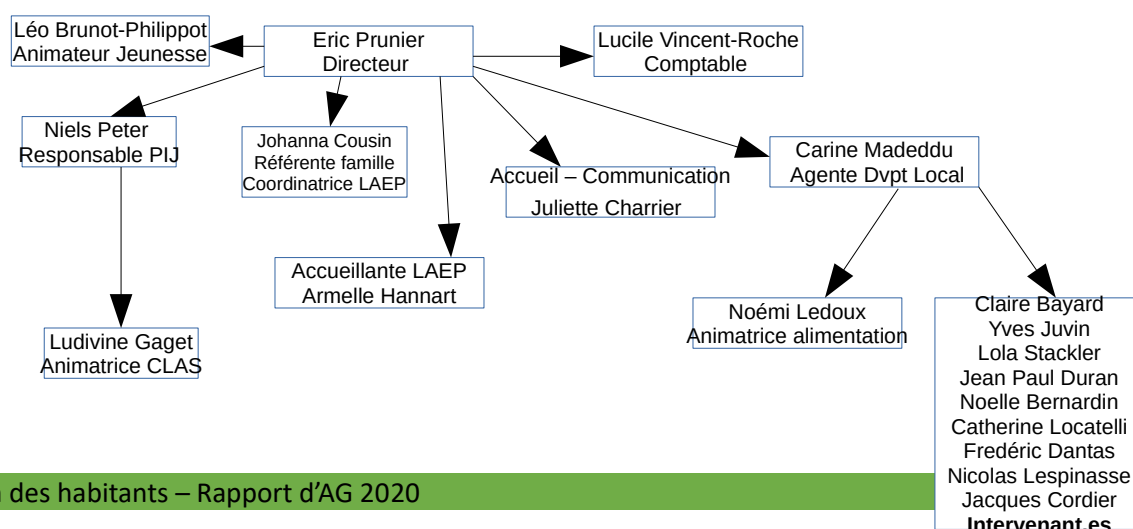 Léo Brunot-Philippot
Animateur Jeunesse
Eric Prunier
Directeur
Lucile Vincent-Roche
Comptable
Niels Peter
Responsable PIJ
Johanna Cousin
Référente famille
Coordinatrice LAEP
Accueil – Communication
Juliette Charrier
Carine Madeddu
Agente Dvpt Local
Accueillante LAEP
Armelle Hannart
Ludivine Gaget
Animatrice CLAS
Noémi Ledoux
Animatrice alimentation
Claire Bayard
Yves Juvin
Lola Stackler
Jean Paul Duran
Noelle Bernardin
Catherine Locatelli
Frédéric Dantas
Nicolas Lespinasse
Jacques Cordier
Intervenant.es
des habitants – Rapport d'AG 2020